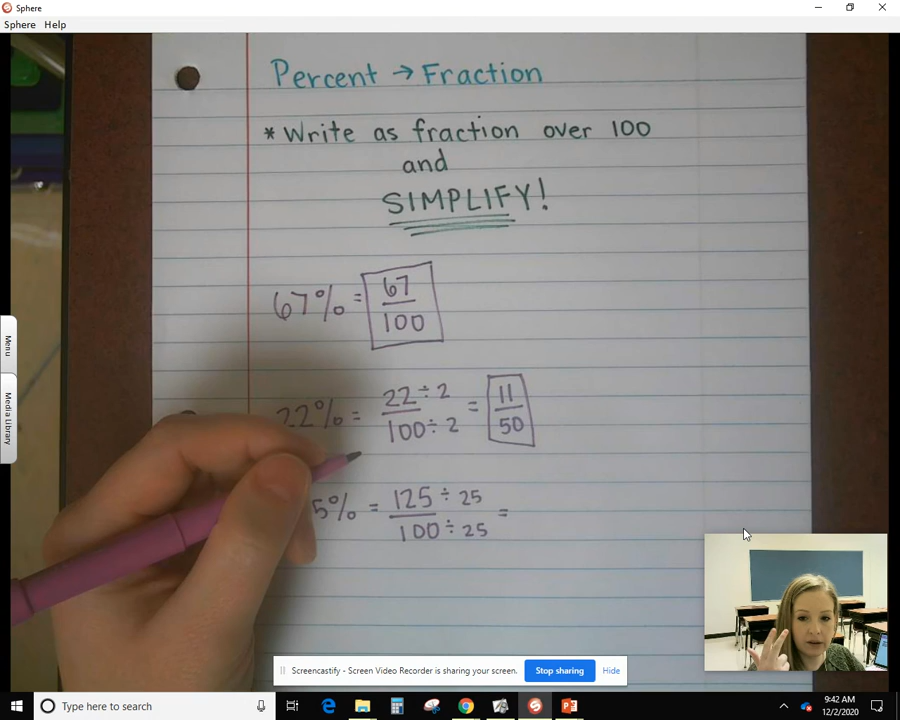 Sphere
Sphere Help
Percent → Fraction
* Write as fraction over 100
and
SIMPLIFY!
67% = 67/100
22% = 22 ÷ 2 / 100 ÷ 2 = 11/50
5% = 125 ÷ 25 / 100 ÷ 25 =
Menu
Media Library
Screencastify - Screen Video Recorder is sharing your screen. Stop sharing Hide
Type here to search
9:42 AM
12/2/2020